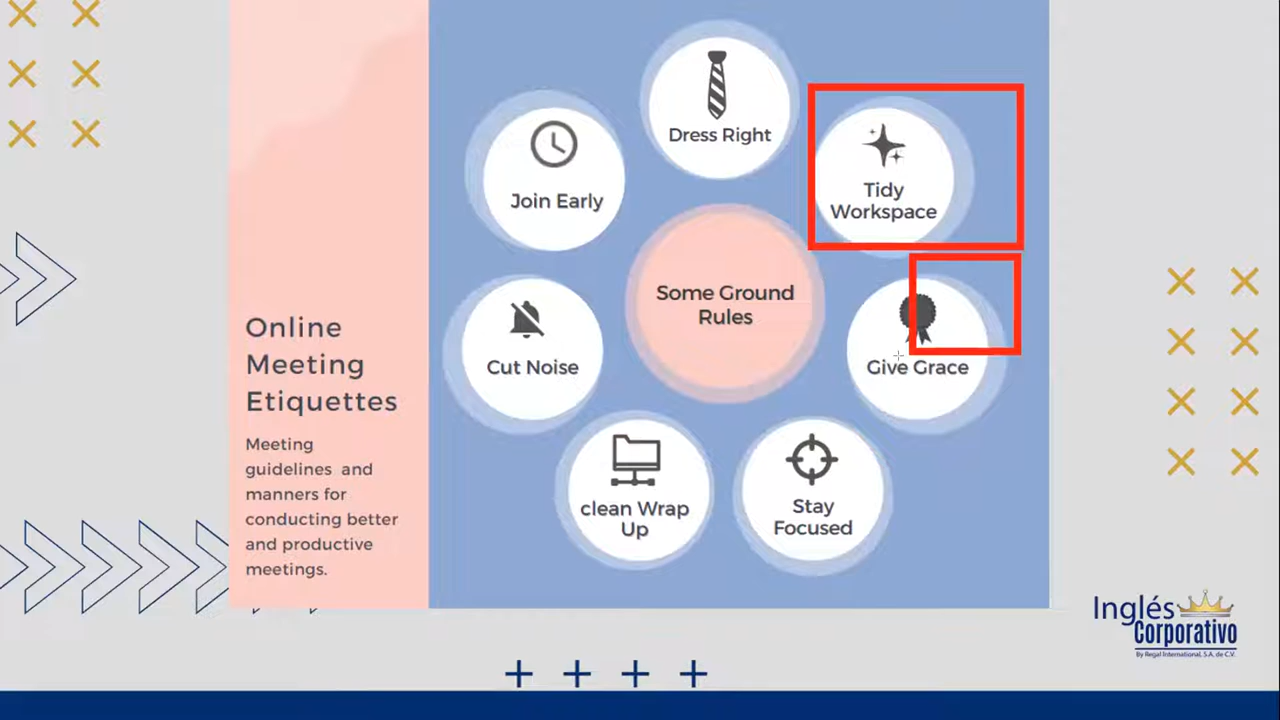 Online
Meeting
Etiquettes
Meeting
guidelines and
manners for
conducting better
and productive
meetings.
Some Ground
Rules
Dress Right
Tidy
Workspace
Give Grace
Stay
Focused
clean Wrap
Up
Cut Noise
Join Early
Inglés
Corporativo
By Regal International, S.A. de C.V.